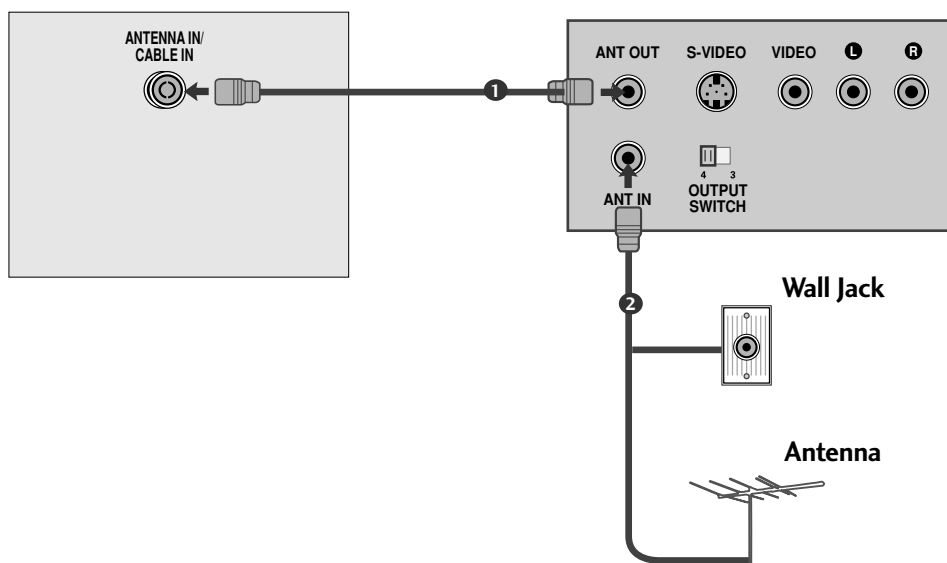 ANTENNA IN/
CABLE IN
ANT OUT
S-VIDEO
VIDEO
L
R
1
ANT IN
4 3
OUTPUT
SWITCH
2
Wall Jack
Antenna